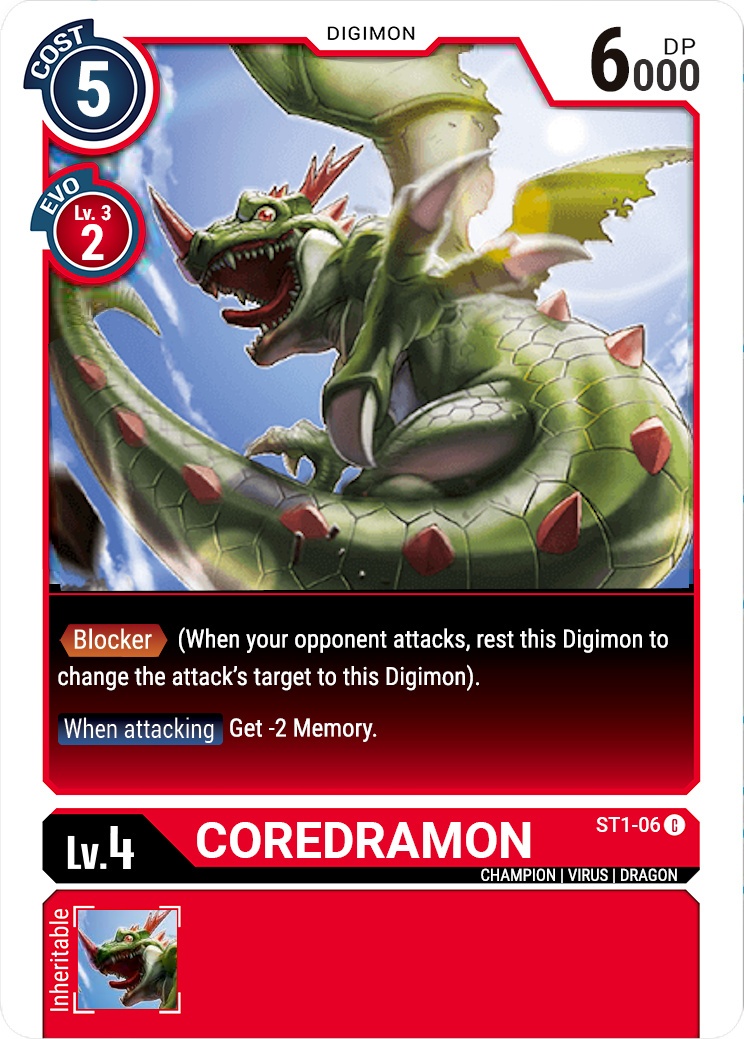 DIGIMON
COST
5
DP
6000
EVO
Lv. 3
2
Blocker (When your opponent attacks, rest this Digimon to
change the attack's target to this Digimon).
When attacking Get -2 Memory.
Lv.4
COREDRAMON
ST1-06 C
CHAMPION | VIRUS | DRAGON
Inheritable